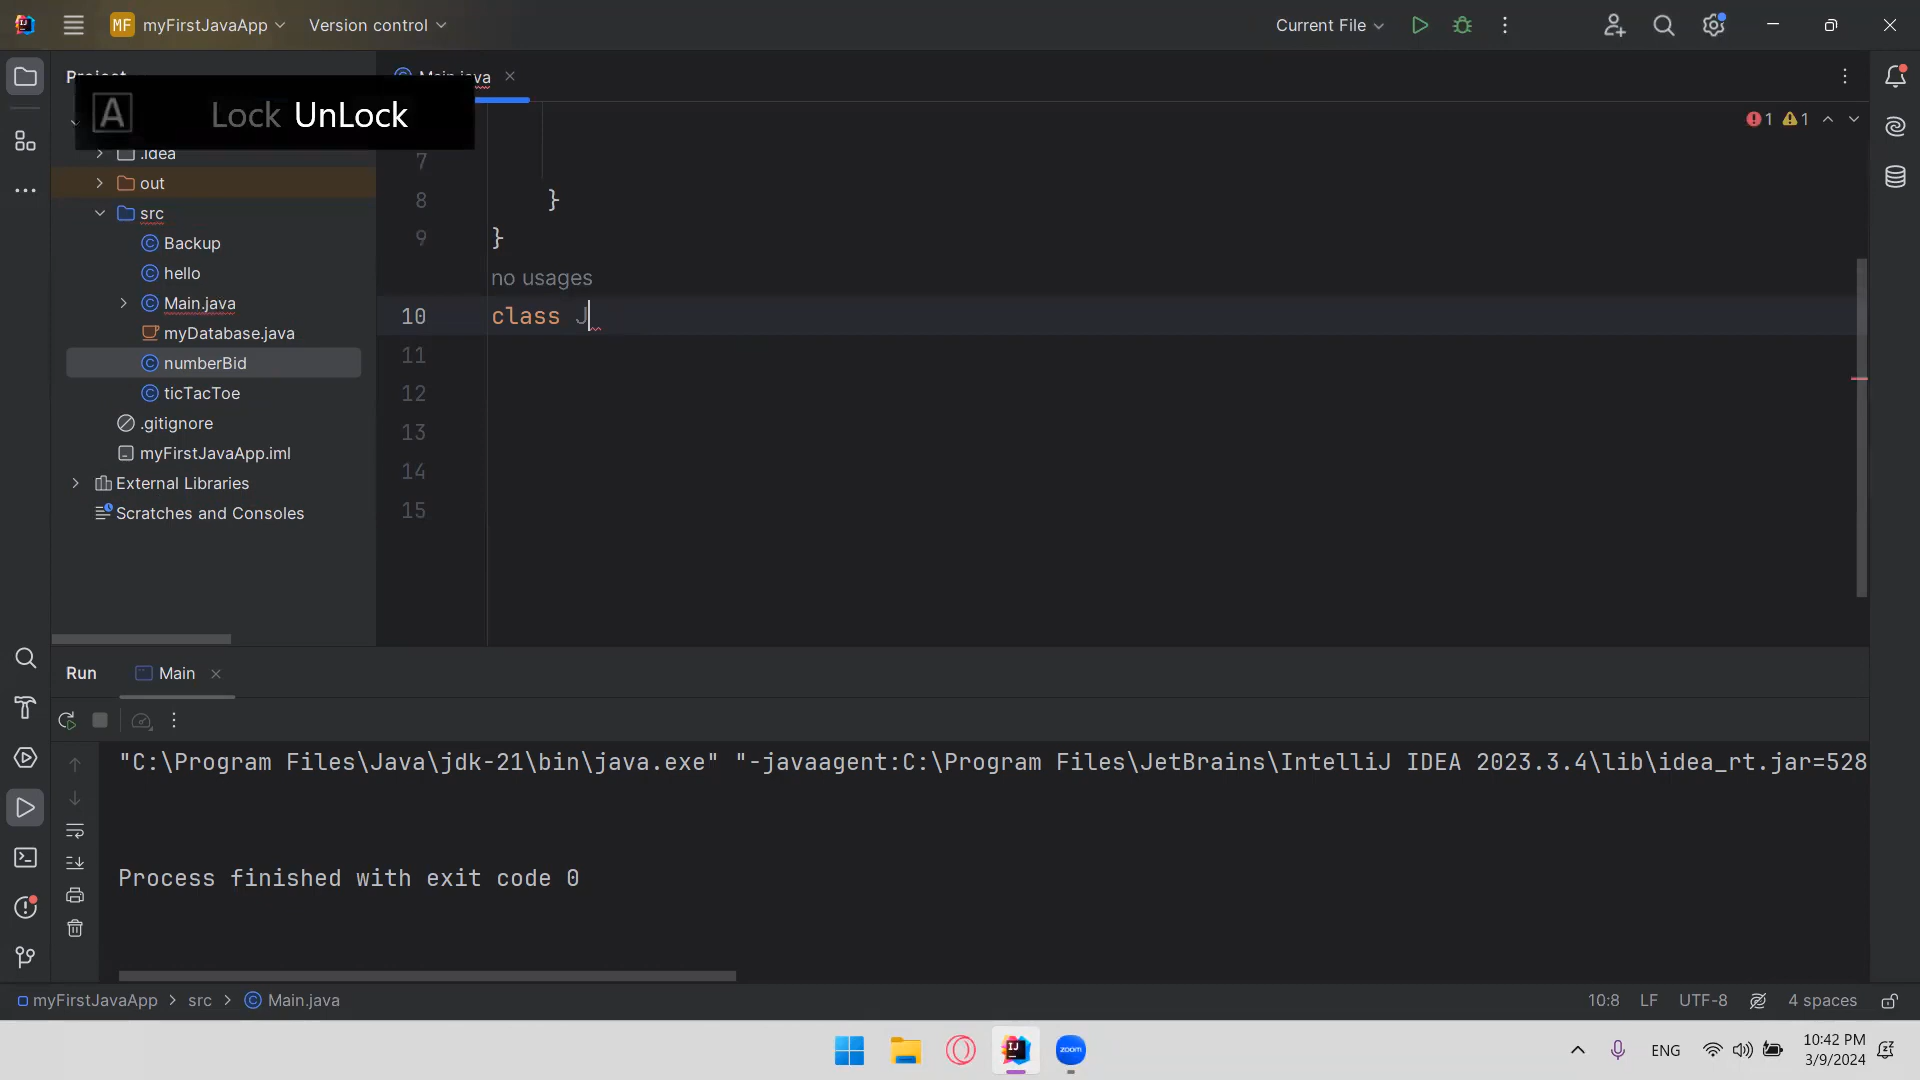 MF myFirstJavaApp Version control Current File
Project
Main.java
A Lock UnLock
1 1
.idea
out
src
Backup
hello
Main.java
myDatabase.java
numberBid
ticTacToe
.gitignore
myFirstJavaApp.iml
External Libraries
Scratches and Consoles
7
8 }
9 }
no usages
10 class J
11
12
13
14
15
Run Main
"C:\Program Files\Java\jdk-21\bin\java.exe" "-javaagent:C:\Program Files\JetBrains\IntelliJ IDEA 2023.3.4\lib\idea_rt.jar=528
Process finished with exit code 0
myFirstJavaApp > src > Main.java 10:8 LF UTF-8 4 spaces
IJ zoom ENG 10:42 PM
3/9/2024